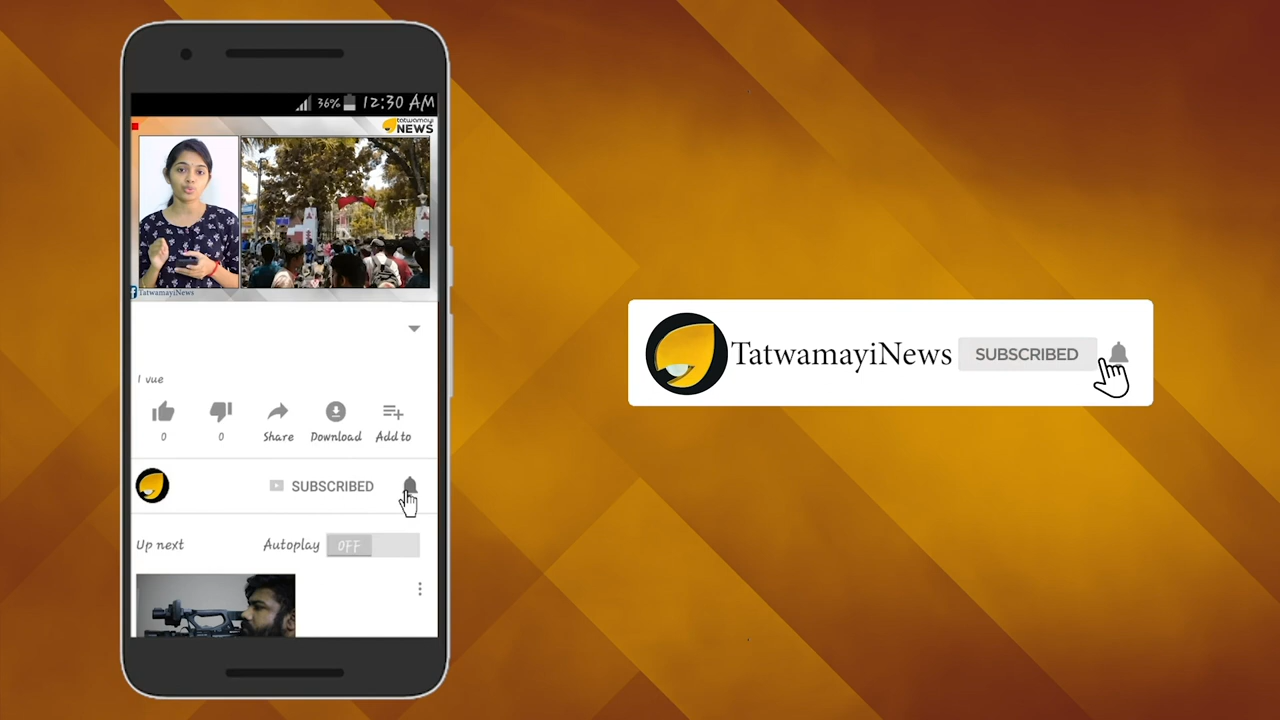 36% 12:30 AM
tatwamayi
NEWS
TatwamayiNews
1 vue
0 0 Share Download Add to
SUBSCRIBED
Up next Autoplay OFF
TatwamayiNews SUBSCRIBED